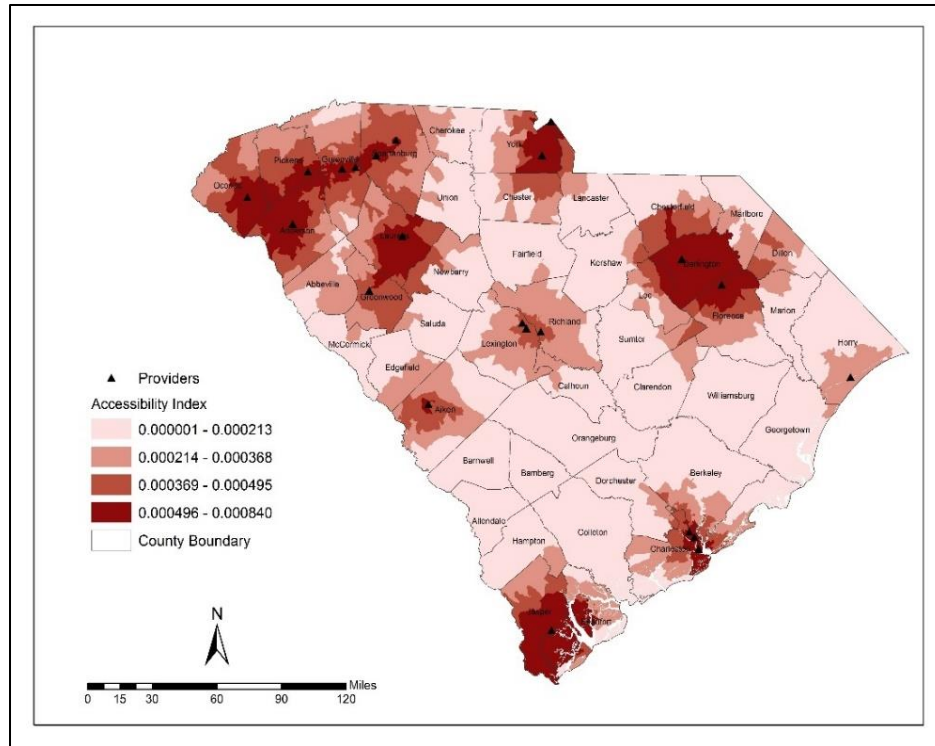 Cherokee
York
Pickens
Greenville
Spartanburg
Oconee
Union
Chester
Lancaster
Chesterfield
Marlboro
Anderson
Laurens
Fairfield
Kershaw
Darlington
Dillon
Newberry
Abbeville
Greenwood
Lee
Florence
Marion
Saluda
Richland
Lexington
Sumter
Horry
McCormick
Edgefield
Calhoun
Clarendon
Williamsburg
Aiken
Georgetown
Orangeburg
Barnwell
Bamberg
Dorchester
Berkeley
Allendale
Colleton
Hampton
Charleston
Jasper
Beaufort
Providers
Accessibility Index
0.000001 - 0.000213
0.000214 - 0.000368
0.000369 - 0.000495
0.000496 - 0.000840
County Boundary
N
Miles
0 15 30 60 90 120